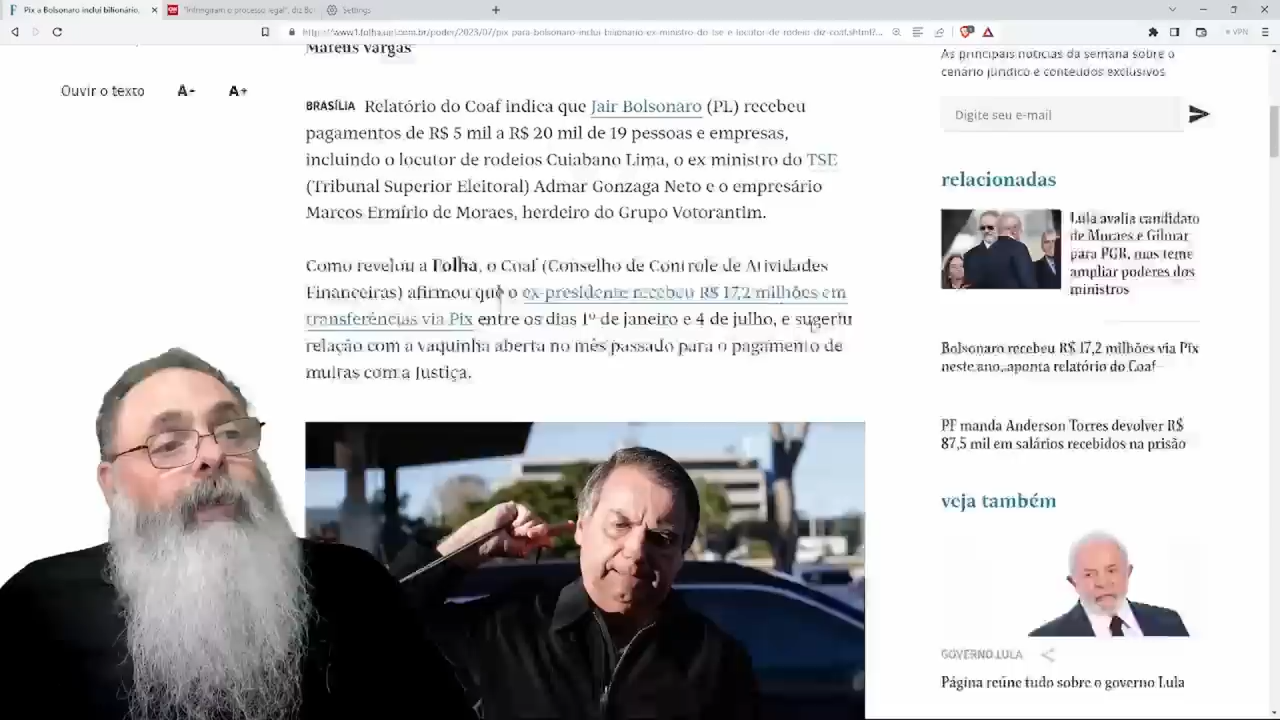 Pix a Bolsonaro inclui bilionário,
"Infringiram o processo legal", diz Bo
Settings
https://www1.folha.uol.com.br/poder/2023/07/pix-para-bolsonaro-inclui-bilionario-ex-ministro-do-tse-e-locutor-de-rodeio-diz-coaf.shtml?...
VPN
Mateus Vargas
Ouvir o texto A- A+
BRASÍLIA Relatório do Coaf indica que Jair Bolsonaro (PL) recebeu
pagamentos de R$ 5 mil a R$ 20 mil de 19 pessoas e empresas,
incluindo o locutor de rodeios Cuiabano Lima, o ex ministro do TSE
(Tribunal Superior Eleitoral) Admar Gonzaga Neto e o empresário
Marcos Ermírio de Moraes, herdeiro do Grupo Votorantim.
Como revelou a Folha, o Coaf (Conselho de Controle de Atividades
Financeiras) afirmou que o ex-presidente recebeu R$ 17,2 milhões em
transferências via Pix entre os dias 1º de janeiro e 4 de julho, e sugeriu
relação com a vaquinha aberta no mês passado para o pagamento de
multas com a Justiça.
As principais notícias da semana sobre o
cenário jurídico e conteúdos exclusivos
Digite seu e-mail
relacionadas
Lula avalia candidato
de Moraes e Gilmar
para PGR, mas teme
ampliar poderes dos
ministros
Bolsonaro recebeu R$ 17,2 milhões via Pix
neste ano, aponta relatório do Coaf
PF manda Anderson Torres devolver R$
87,5 mil em salários recebidos na prisão
veja também
GOVERNO LULA
Página reúne tudo sobre o governo Lula